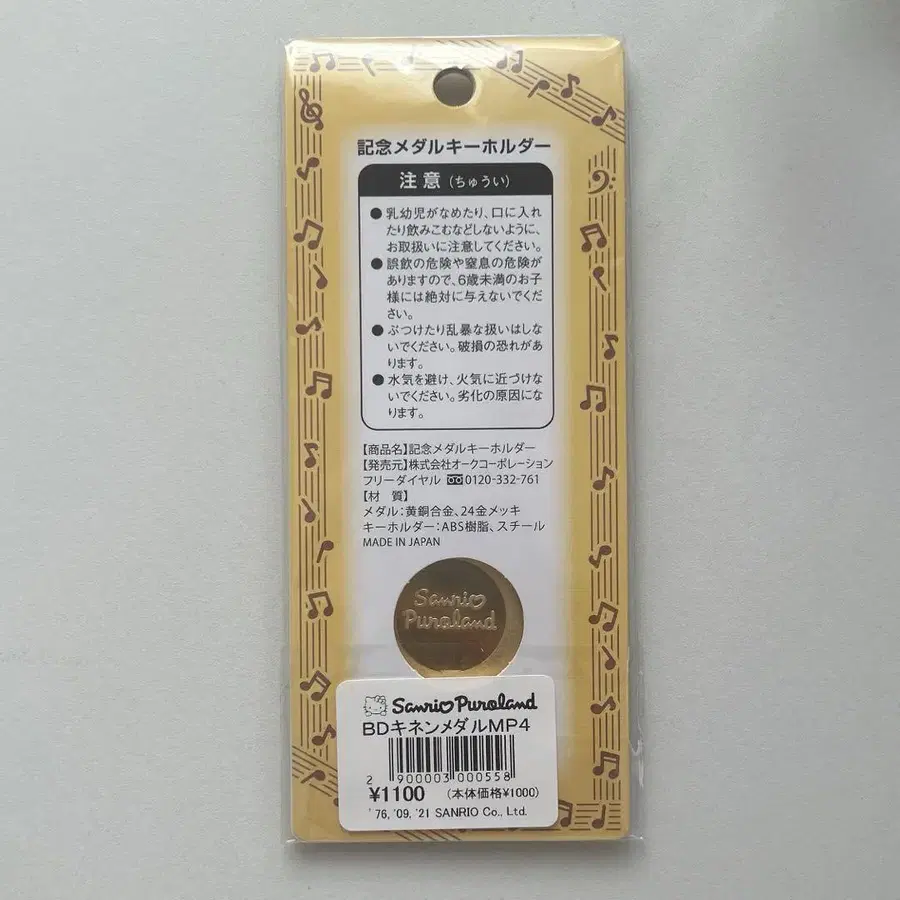 記念メダルキーホルダー
注意(ちゅうい)
●乳幼児がなめたり、口に入れ
たり飲みこむなどしないように、
お取扱いに注意してください。
●誤飲の危険や窒息の危険が
ありますので、6歳未満のお子
様には絶対に与えないでくだ
さい。
●ぶつけたり乱暴な扱いはしな
いでください。破損の恐れがあ
ります。
●水気を避け、火気に近づけな
いでください。劣化の原因にな
ります。
【商品名】記念メダルキーホルダー
【発売元】株式会社オークコーポレーション
フリーダイヤル 0120-332-761
【材 質】
メダル:黄銅合金、24金メッキ
キーホルダー:ABS樹脂、スチール
MADE IN JAPAN
Sanrio
Puroland
Sanrio Puroland
BDキネンメダルMP4
2 900003 000558
¥1100 (本体価格¥1000)
'76, '09, '21 SANRIO Co., Ltd.